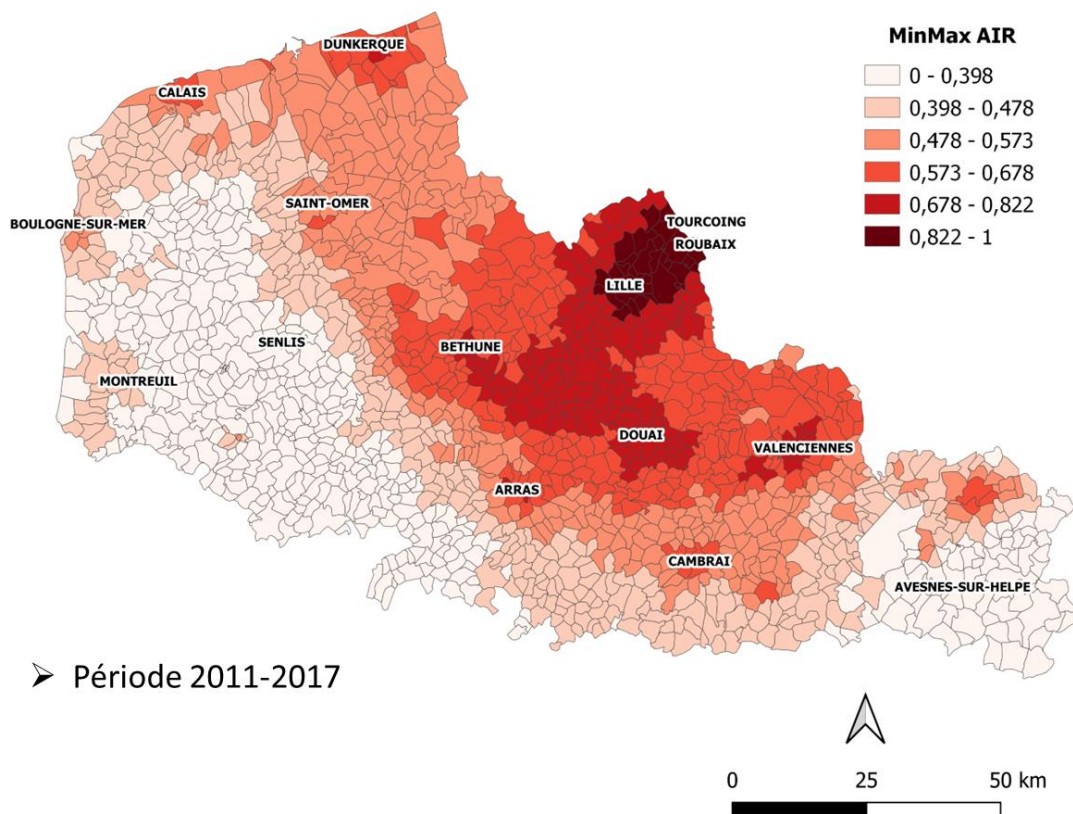 DUNKERQUE
CALAIS
SAINT-OMER
BOULOGNE-SUR-MER
TOURCOING
ROUBAIX
LILLE
SENLIS
BETHUNE
MONTREUIL
DOUAI
VALENCIENNES
ARRAS
CAMBRAI
AVESNES-SUR-HELPE
MinMax AIR
0 - 0,398
0,398 - 0,478
0,478 - 0,573
0,573 - 0,678
0,678 - 0,822
0,822 - 1
➢ Période 2011-2017
0 25 50 km